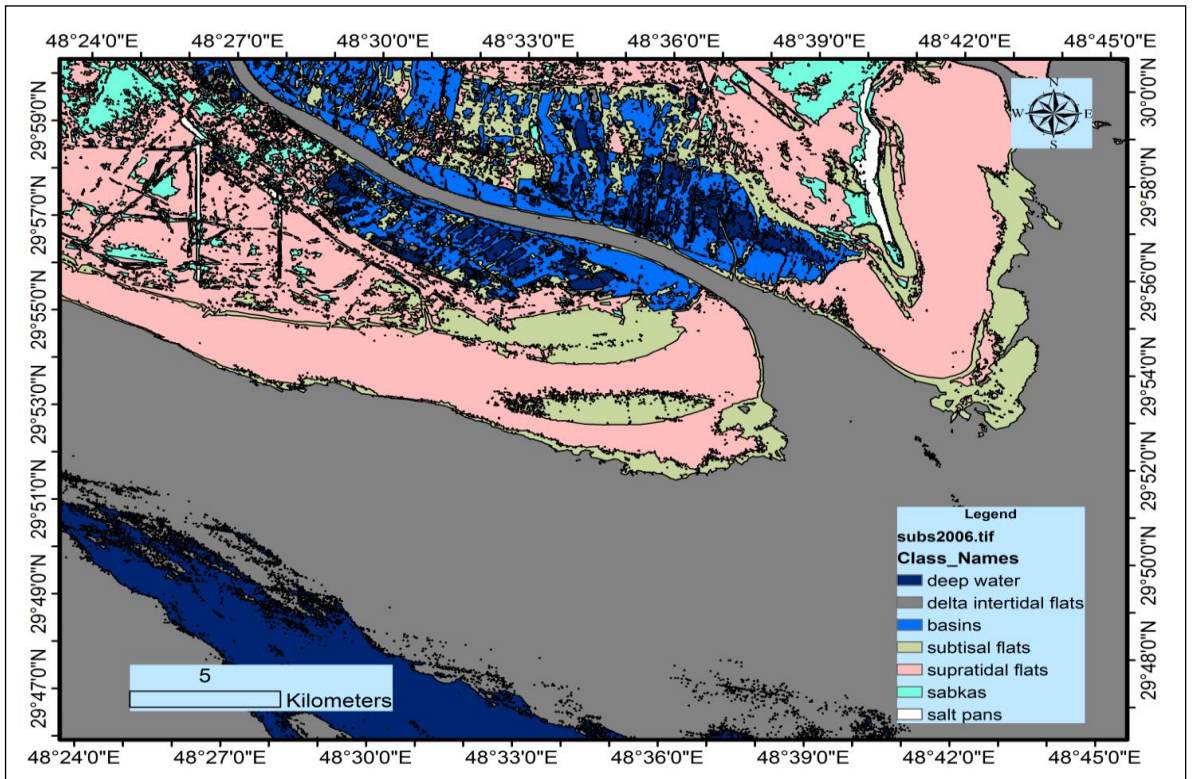 48°24'0"E 48°27'0"E 48°30'0"E 48°33'0"E 48°36'0"E 48°39'0"E 48°42'0"E 48°45'0"E
29°59'0"N
29°57'0"N
29°55'0"N
29°53'0"N
29°51'0"N
29°49'0"N
29°47'0"N
30°0'0"N
29°58'0"N
29°56'0"N
29°54'0"N
29°52'0"N
29°50'0"N
29°48'0"N
N
W E
S
Legend
subs2006.tif
Class_Names
deep water
delta intertidal flats
basins
subtisal flats
supratidal flats
sabkas
salt pans
5
Kilometers
48°24'0"E 48°27'0"E 48°30'0"E 48°33'0"E 48°36'0"E 48°39'0"E 48°42'0"E 48°45'0"E